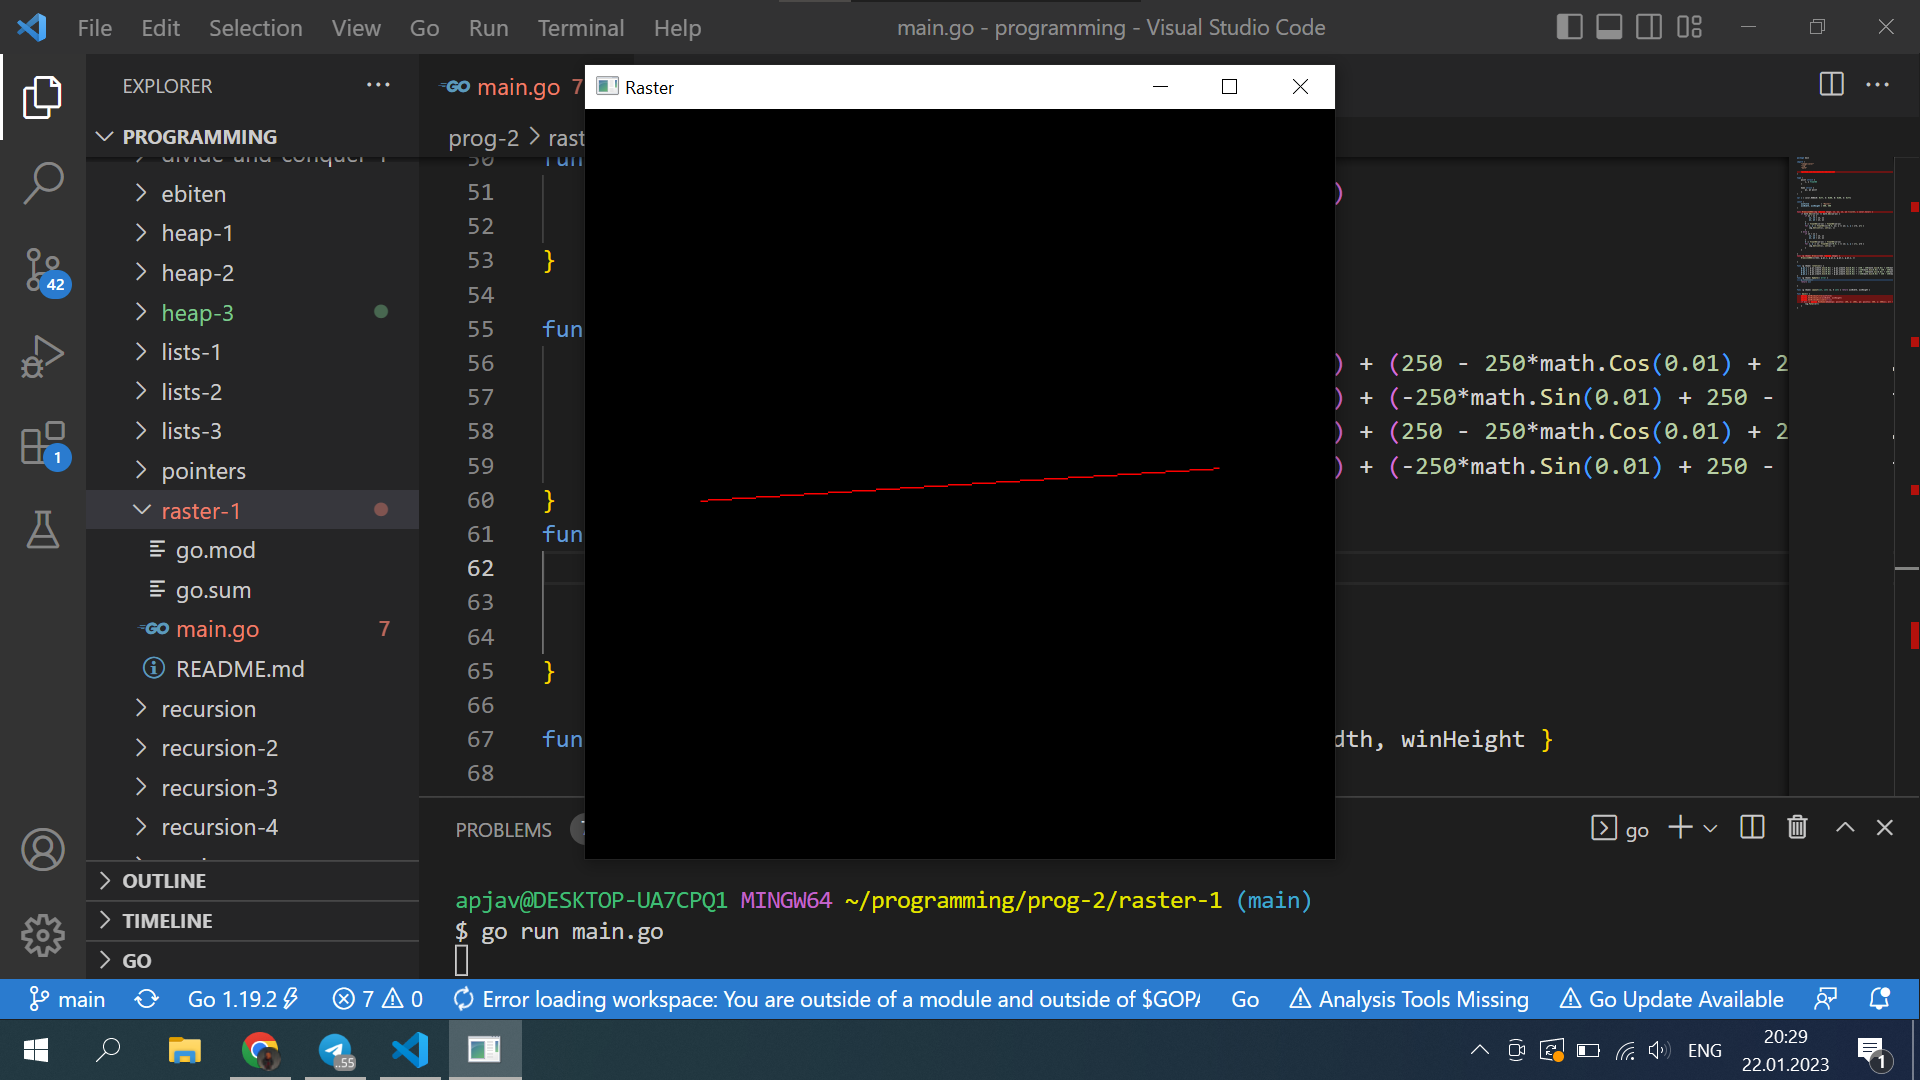 File Edit Selection View Go Run Terminal Help
main.go - programming - Visual Studio Code
EXPLORER
PROGRAMMING
divide-and-conquer-1
ebiten
heap-1
heap-2
heap-3
lists-1
lists-2
lists-3
pointers
raster-1
go.mod
go.sum
main.go 7
README.md
recursion
recursion-2
recursion-3
recursion-4
OUTLINE
TIMELINE
GO
42
1
main.go 7
prog-2 > rast
Raster
50 fun
51 )
52
53 }
54
55 fun
56 ) + (250 - 250*math.Cos(0.01) + 2
57 ) + (-250*math.Sin(0.01) + 250 -
58 ) + (250 - 250*math.Cos(0.01) + 2
59 ) + (-250*math.Sin(0.01) + 250 -
60 }
61 fun
62
63
64
65 }
66
67 fun dth, winHeight }
68
PROBLEMS
go
apjav@DESKTOP-UA7CPQ1 MINGW64 ~/programming/prog-2/raster-1 (main)
$ go run main.go
main Go 1.19.2 7 0 Error loading workspace: You are outside of a module and outside of $GOPA Go Analysis Tools Missing Go Update Available
.55
ENG
20:29
22.01.2023
1